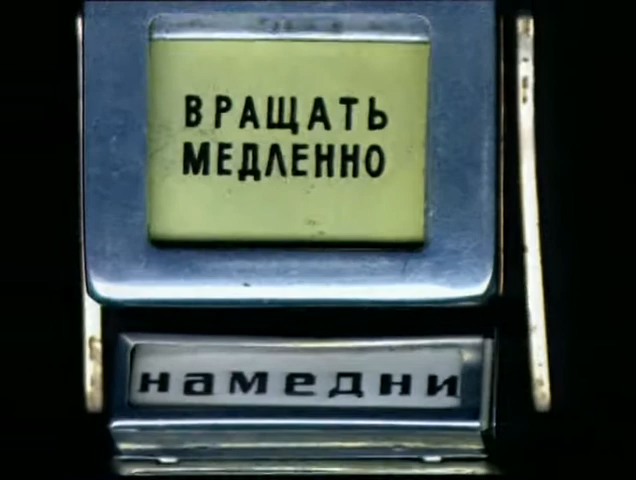 ВРАЩАТЬ
МЕДЛЕННО
намедни